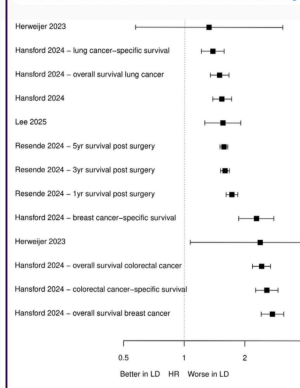 Herweijer 2023
Hansford 2024 – lung cancer–specific survival
Hansford 2024 – overall survival lung cancer
Hansford 2024
Lee 2025
Resende 2024 – 5yr survival post surgery
Resende 2024 – 3yr survival post surgery
Resende 2024 – 1yr survival post surgery
Hansford 2024 – breast cancer–specific survival
Herweijer 2023
Hansford 2024 – overall survival colorectal cancer
Hansford 2024 – colorectal cancer–specific survival
Hansford 2024 – overall survival breast cancer
0.5 1 2
Better in LD HR Worse in LD